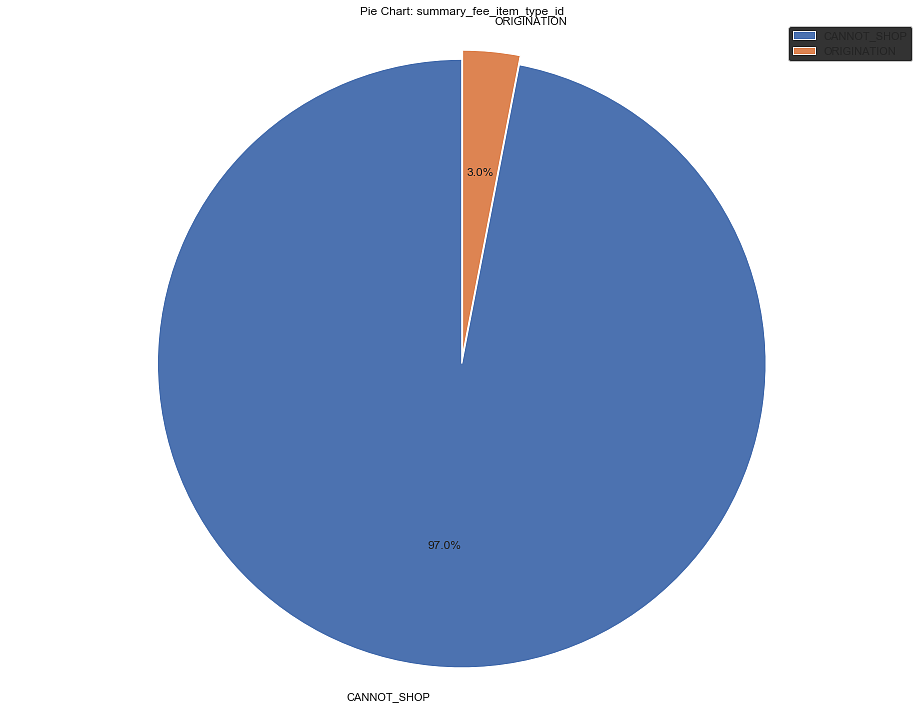 Pie Chart: summary_fee_item_type_id
ORIGINATION
CANNOT_SHOP
ORIGINATION
3.0%
97.0%
CANNOT_SHOP